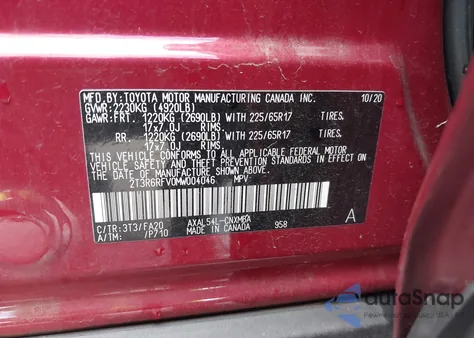 MFD.BY:TOYOTA MOTOR MANUFACTURING CANADA INC. 10/20
GVWR:2230KG (4920LB)
GAWR:FRT. 1220KG (2690LB) WITH 225/65R17 TIRES.
17x7.0J RIMS.
RR. 1220KG (2690LB) WITH 225/65R17 TIRES.
17x7.0J RIMS.
THIS VEHICLE CONFORMS TO ALL APPLICABLE FEDERAL MOTOR
VEHICLE SAFETY AND THEFT PREVENTION STANDARDS IN EFFECT
ON THE DATE OF MANUFACTURE SHOWN ABOVE.
2T3R6RFV0MW004046 MPV
C/TR:3T3/FA20 AXAL54L-CNXMBA A
A/TM: /P710 MADE IN CANADA 958
autoSnap